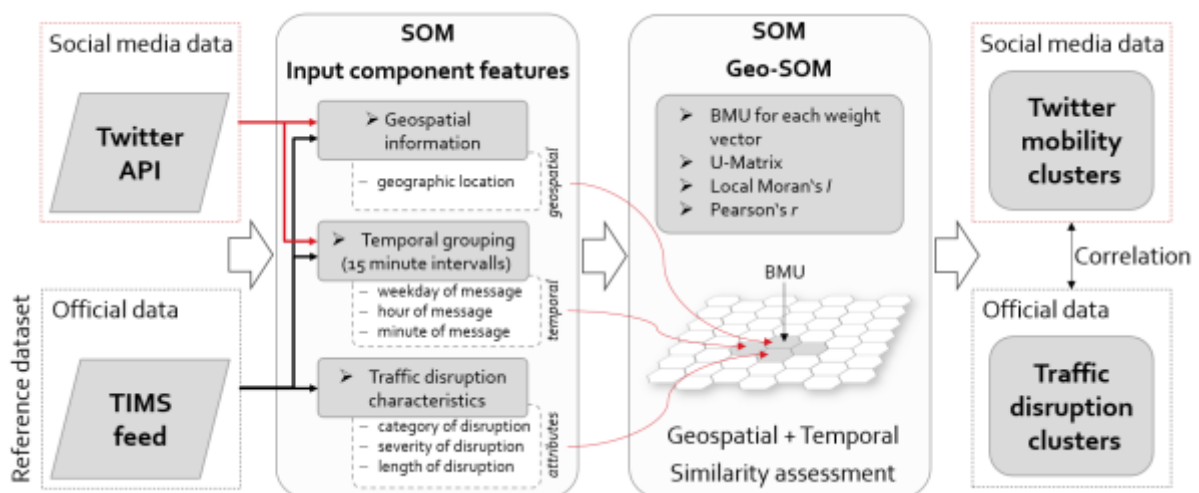 Social media data
Twitter
API
Reference dataset
Official data
TIMS
feed
SOM
Input component features
➤ Geospatial
information
– geographic location
geospatial
➤ Temporal grouping
(15 minute intervalls)
– weekday of message
– hour of message
– minute of message
temporal
➤ Traffic disruption
characteristics
– category of disruption
– severity of disruption
– length of disruption
attributes
SOM
Geo-SOM
➤ BMU for each weight
vector
➤ U-Matrix
➤ Local Moran's I
➤ Pearson's r
BMU
Geospatial + Temporal
Similarity assessment
Social media data
Twitter
mobility
clusters
Correlation
Official data
Traffic
disruption
clusters